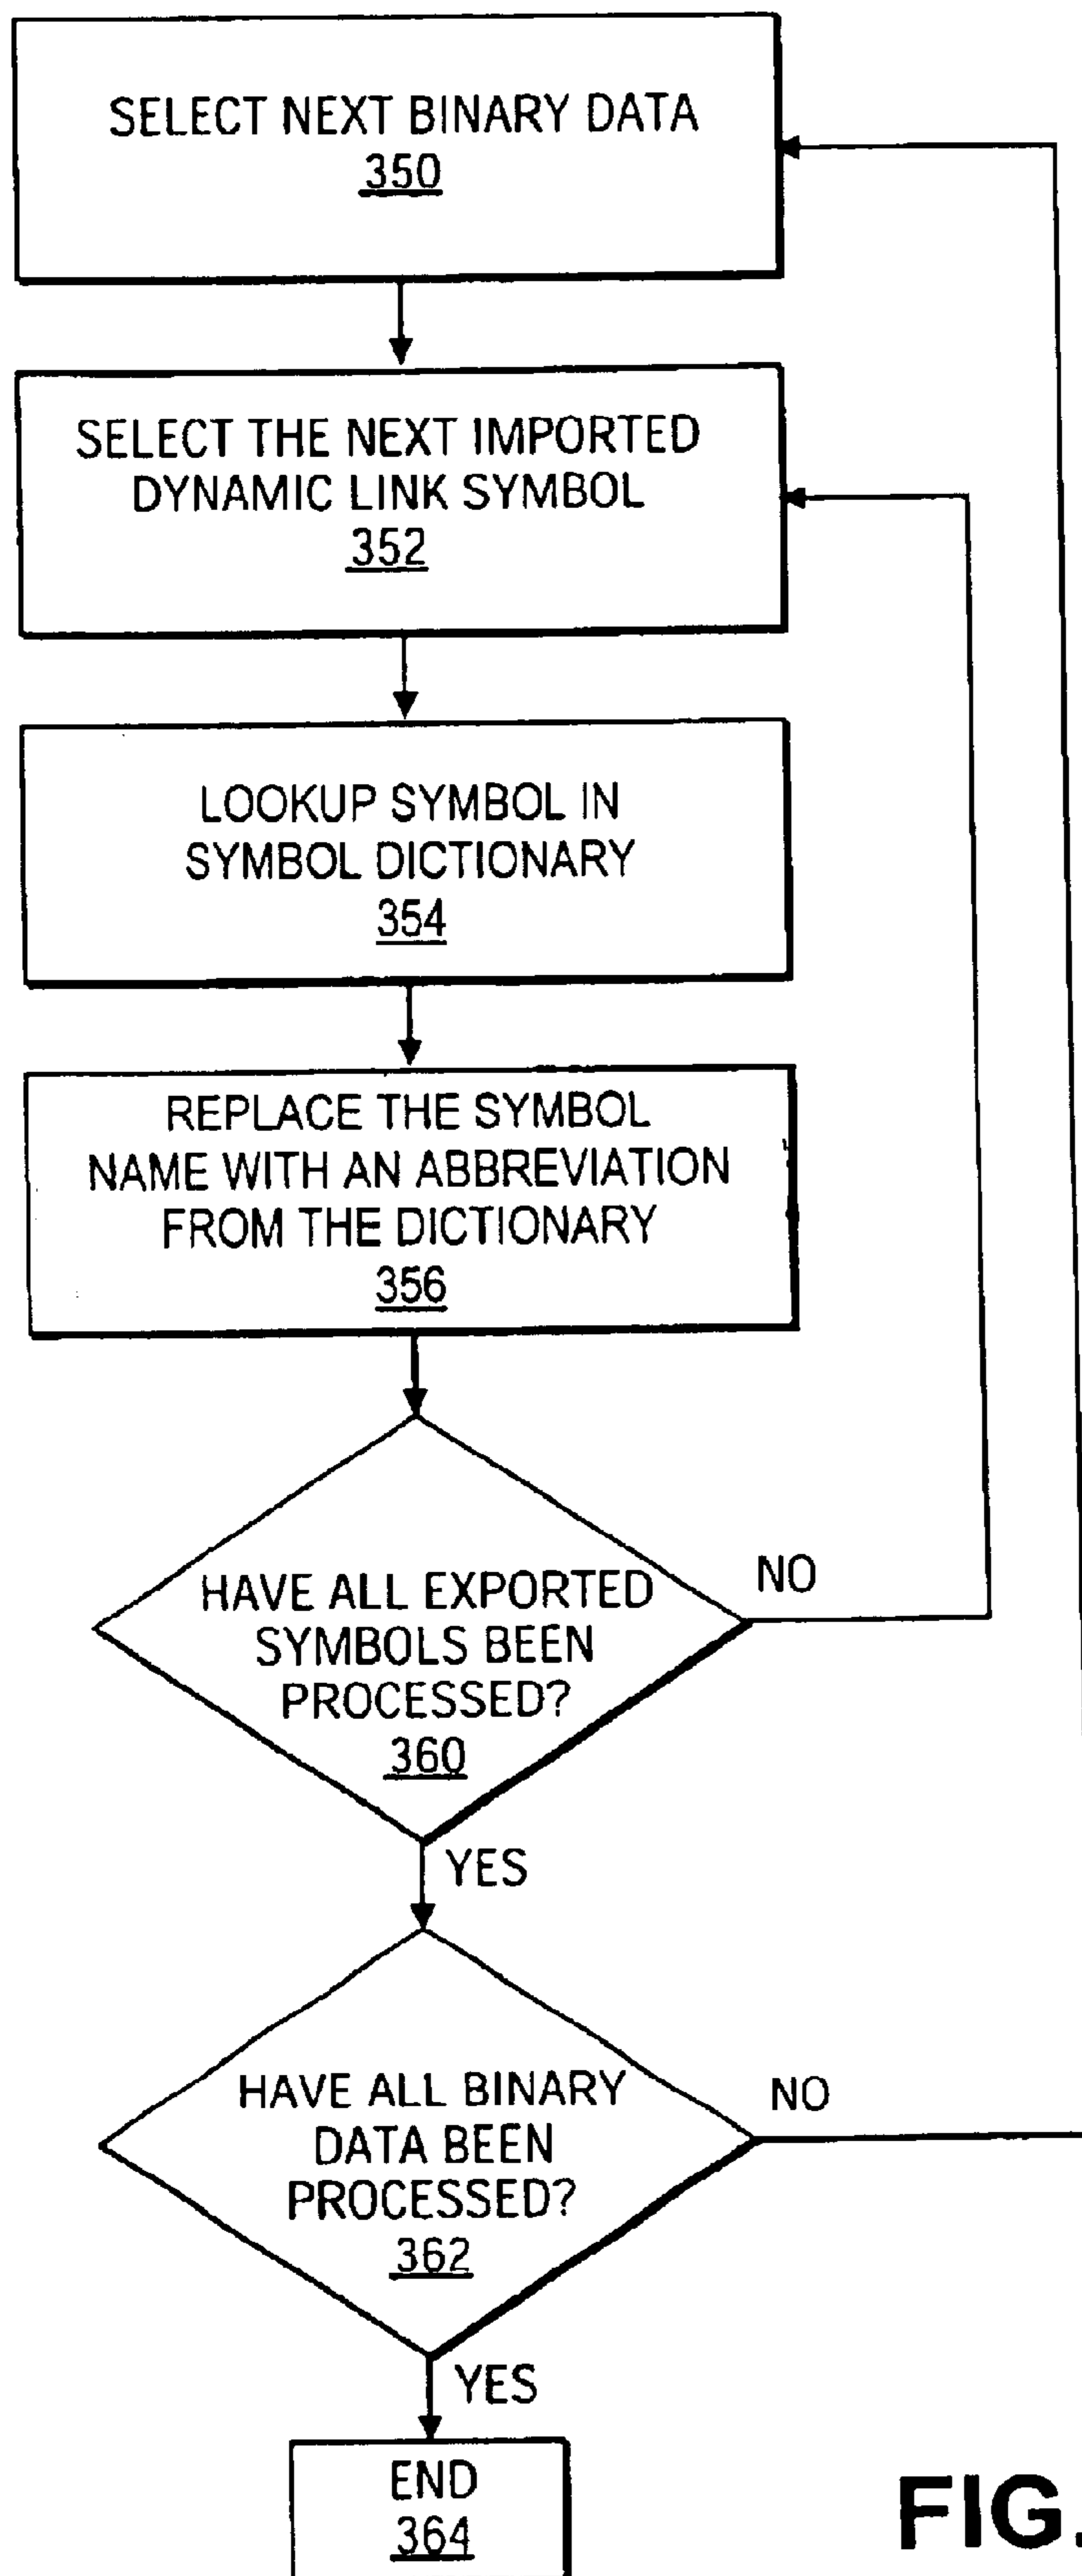 SELECT NEXT BINARY DATA
350
SELECT THE NEXT IMPORTED
DYNAMIC LINK SYMBOL
352
LOOKUP SYMBOL IN
SYMBOL DICTIONARY
354
REPLACE THE SYMBOL
NAME WITH AN ABBREVIATION
FROM THE DICTIONARY
356
HAVE ALL EXPORTED
SYMBOLS BEEN
PROCESSED?
360
NO
YES
HAVE ALL BINARY
DATA BEEN
PROCESSED?
362
NO
YES
END
364
FIG.